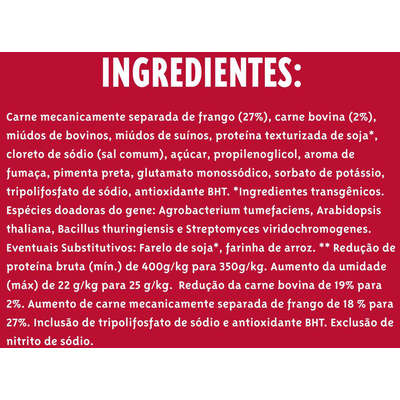 INGREDIENTES:
Carne mecanicamente separada de frango (27%), carne bovina (2%),
miúdos de bovinos, miúdos de suínos, proteína texturizada de soja*,
cloreto de sódio (sal comum), açúcar, propilenoglicol, aroma de
fumaça, pimenta preta, glutamato monossódico, sorbato de potássio,
tripolifosfato de sódio, antioxidante BHT. *Ingredientes transgênicos.
Espécies doadoras do gene: Agrobacterium tumefaciens, Arabidopsis
thaliana, Bacillus thuringiensis e Streptomyces viridochromogenes.
Eventuais Substitutivos: Farelo de soja*, farinha de arroz. ** Redução de
proteína bruta (mín.) de 400g/kg para 350g/kg. Aumento da umidade
(máx) de 22 g/kg para 25 g/kg. Redução da carne bovina de 19% para
2%. Aumento de carne mecanicamente separada de frango de 18 % para
27%. Inclusão de tripolifosfato de sódio e antioxidante BHT. Exclusão de
nitrito de sódio.